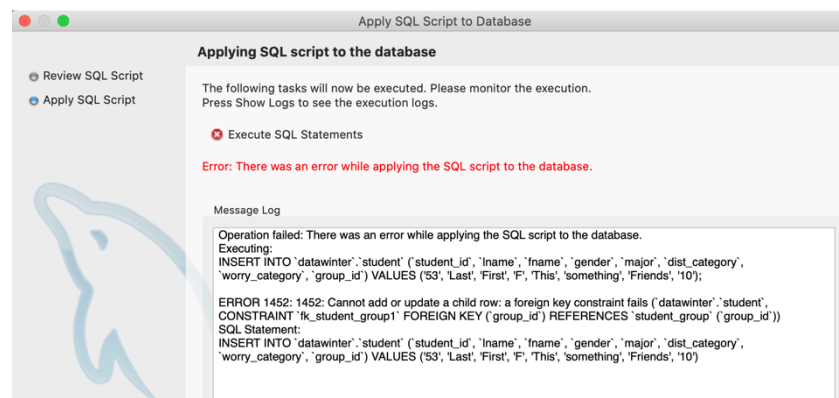 Apply SQL Script to Database
Applying SQL script to the database
Review SQL Script
Apply SQL Script
The following tasks will now be executed. Please monitor the execution.
Press Show Logs to see the execution logs.
Execute SQL Statements
Error: There was an error while applying the SQL script to the database.
Message Log
Operation failed: There was an error while applying the SQL script to the database.
Executing:
INSERT INTO `datawinter`.`student` (`student_id`, `lname`, `fname`, `gender`, `major`, `dist_category`,
`worry_category`, `group_id`) VALUES ('53', 'Last', 'First', 'F', 'This', 'something', 'Friends', '10');
ERROR 1452: 1452: Cannot add or update a child row: a foreign key constraint fails (`datawinter`.`student`,
CONSTRAINT `fk_student_group1` FOREIGN KEY (`group_id`) REFERENCES `student_group` (`group_id`))
SQL Statement:
INSERT INTO `datawinter`.`student` (`student_id`, `lname`, `fname`, `gender`, `major`, `dist_category`,
`worry_category`, `group_id`) VALUES ('53', 'Last', 'First', 'F', 'This', 'something', 'Friends', '10')